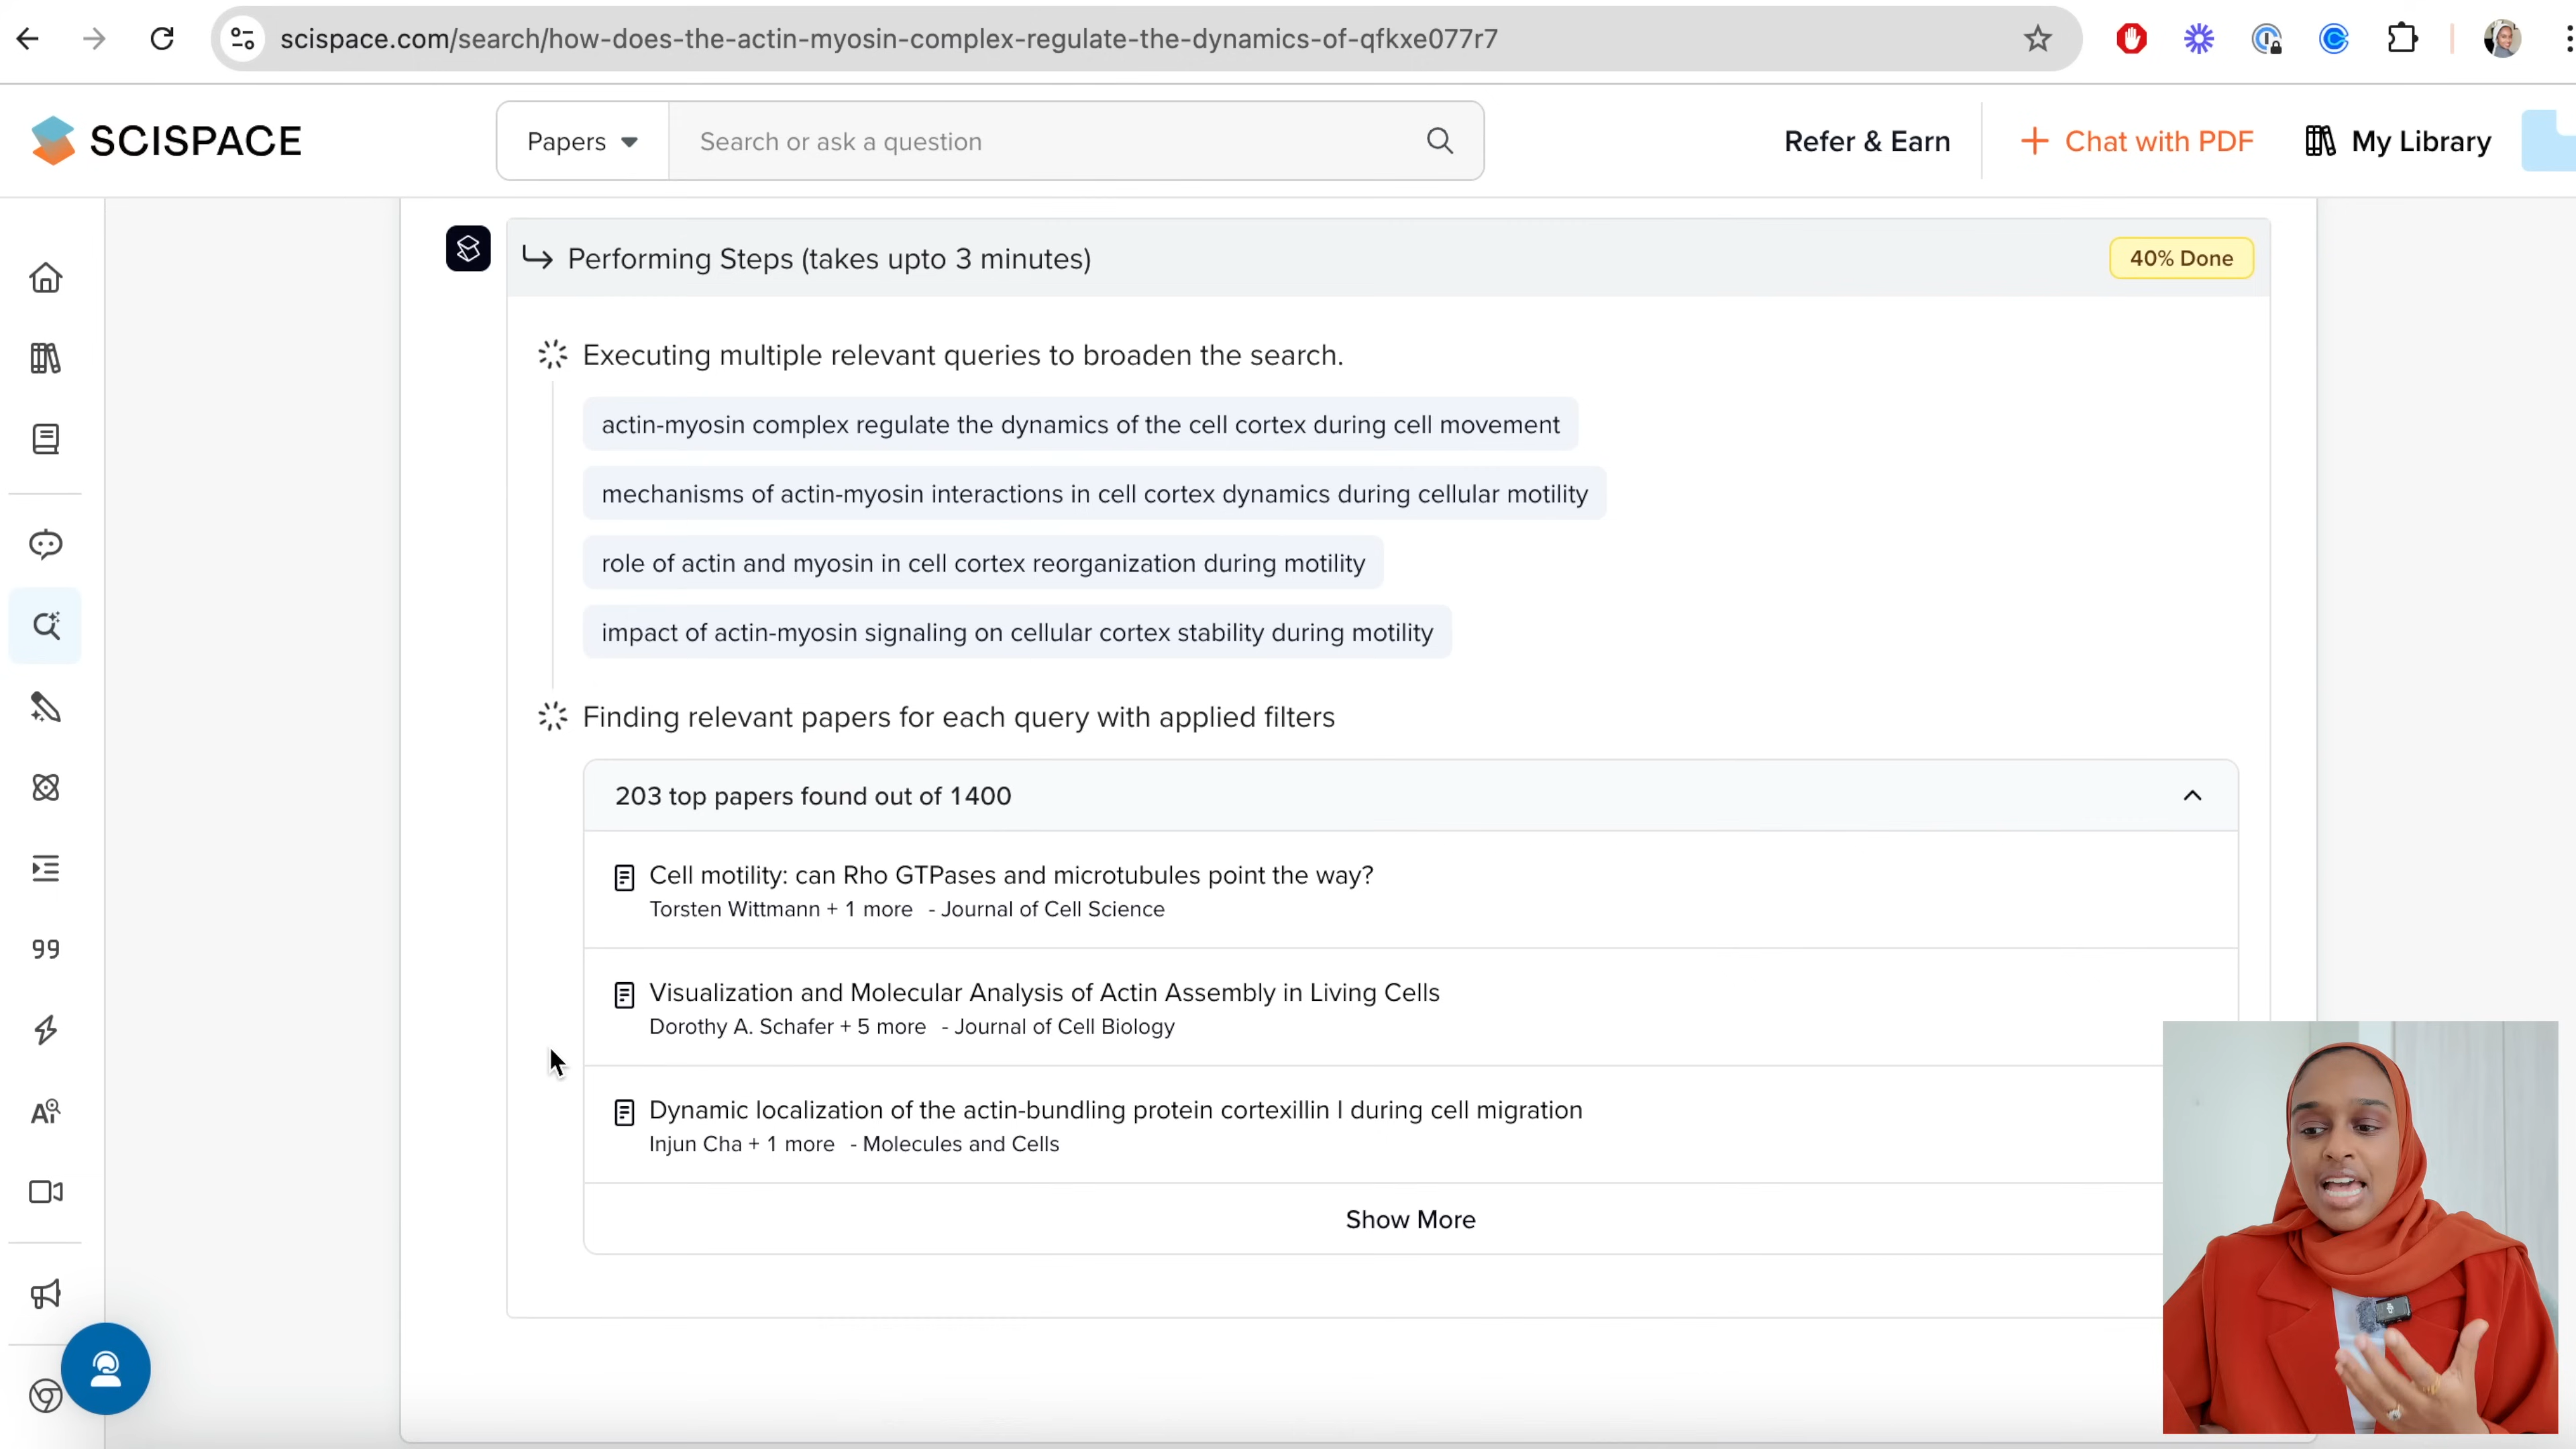 scispace.com/search/how-does-the-actin-myosin-complex-regulate-the-dynamics-of-qfkxe077r7
SCISPACE
Papers
Search or ask a question
Refer & Earn
+ Chat with PDF
My Library
Performing Steps (takes upto 3 minutes)
40% Done
Executing multiple relevant queries to broaden the search.
actin-myosin complex regulate the dynamics of the cell cortex during cell movement
mechanisms of actin-myosin interactions in cell cortex dynamics during cellular motility
role of actin and myosin in cell cortex reorganization during motility
impact of actin-myosin signaling on cellular cortex stability during motility
Finding relevant papers for each query with applied filters
203 top papers found out of 1400
Cell motility: can Rho GTPases and microtubules point the way?
Torsten Wittmann + 1 more - Journal of Cell Science
Visualization and Molecular Analysis of Actin Assembly in Living Cells
Dorothy A. Schafer + 5 more - Journal of Cell Biology
Dynamic localization of the actin-bundling protein cortexillin I during cell migration
Injun Cha + 1 more - Molecules and Cells
Show More
Ai